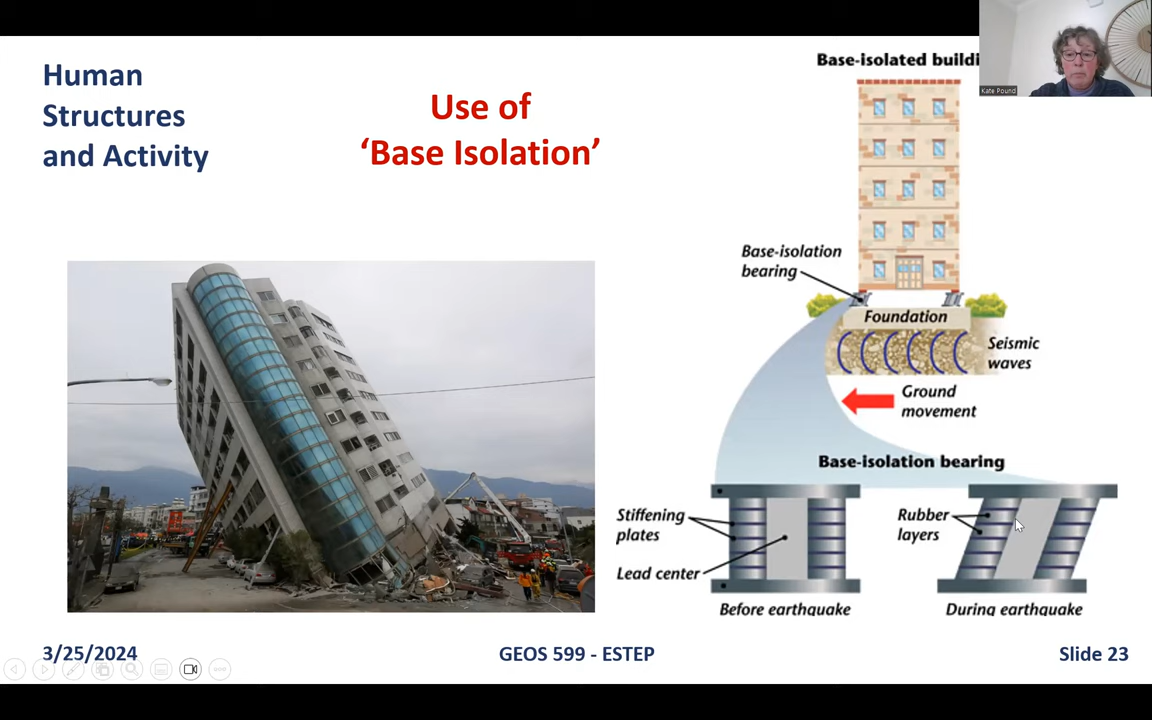 Human
Structures
and Activity
Use of
‘Base Isolation’
Base-isolated buildi
Kate Pound
Base-isolation
bearing
Foundation
Seismic
waves
Ground
movement
Base-isolation bearing
Stiffening
plates
Lead center
Rubber
layers
Before earthquake
During earthquake
3/25/2024
GEOS 599 - ESTEP
Slide 23